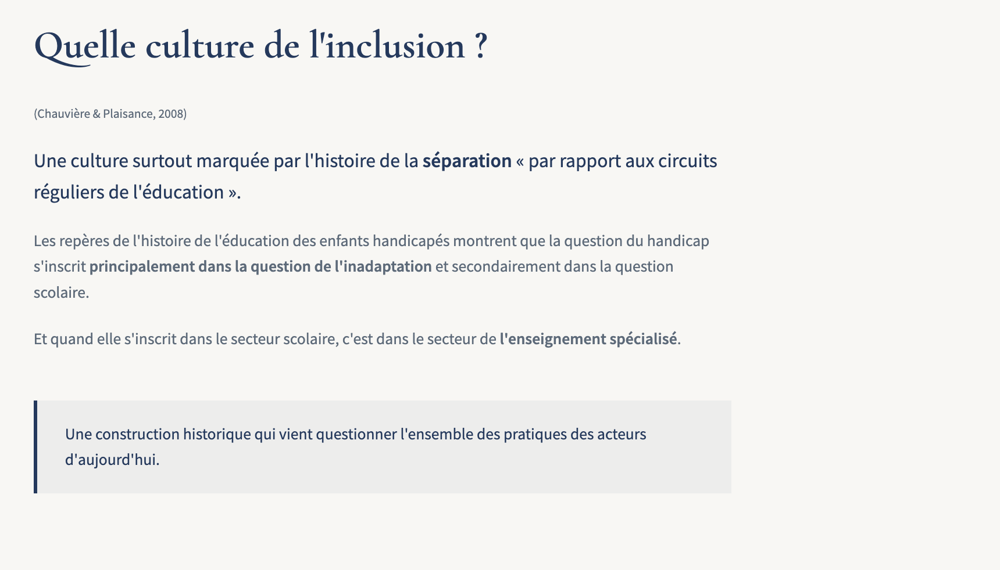 Quelle culture de l'inclusion ?
(Chauvière & Plaisance, 2008)
Une culture surtout marquée par l'histoire de la séparation « par rapport aux circuits
réguliers de l'éducation ».
Les repères de l'histoire de l'éducation des enfants handicapés montrent que la question du handicap
s'inscrit principalement dans la question de l'inadaptation et secondairement dans la question
scolaire.
Et quand elle s'inscrit dans le secteur scolaire, c'est dans le secteur de l'enseignement spécialisé.
Une construction historique qui vient questionner l'ensemble des pratiques des acteurs
d'aujourd'hui.